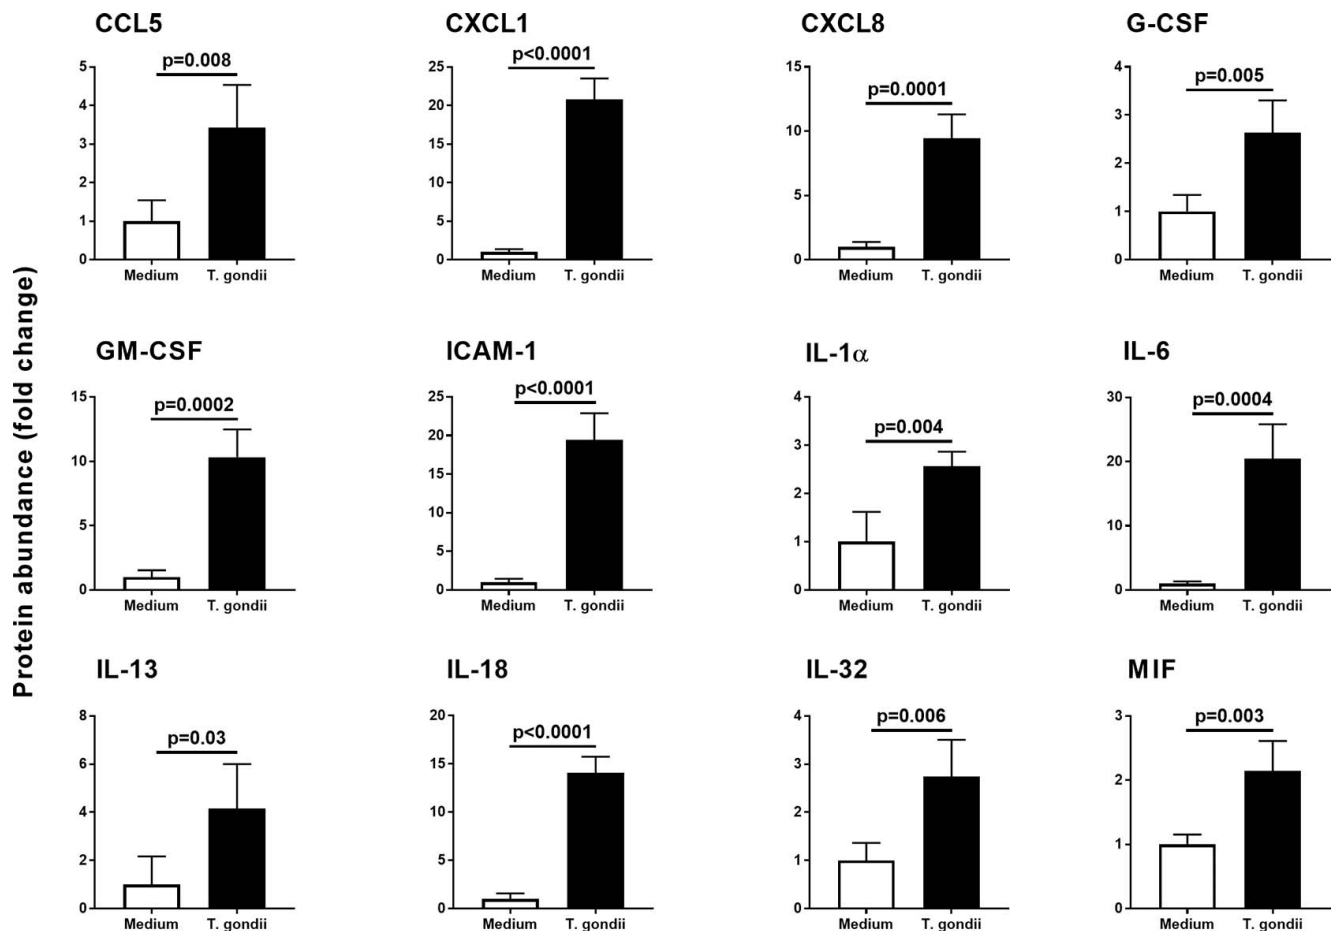 CCL5 CXCL1 CXCL8 G-CSF
p=0.008 p<0.0001 p=0.0001 p=0.005
5 4 3 2 1 0 25 20 15 10 5 0 15 10 5 0 4 3 2 1 0
Medium T. gondii Medium T. gondii Medium T. gondii Medium T. gondii
Protein abundance (fold change)
GM-CSF ICAM-1 IL-1α IL-6
p=0.0002 p<0.0001 p=0.004 p=0.0004
15 10 5 0 25 20 15 10 5 0 4 3 2 1 0 30 20 10 0
Medium T. gondii Medium T. gondii Medium T. gondii Medium T. gondii
IL-13 IL-18 IL-32 MIF
p=0.03 p<0.0001 p=0.006 p=0.003
8 6 4 2 0 20 15 10 5 0 4 3 2 1 0 3 2 1 0
Medium T. gondii Medium T. gondii Medium T. gondii Medium T. gondii